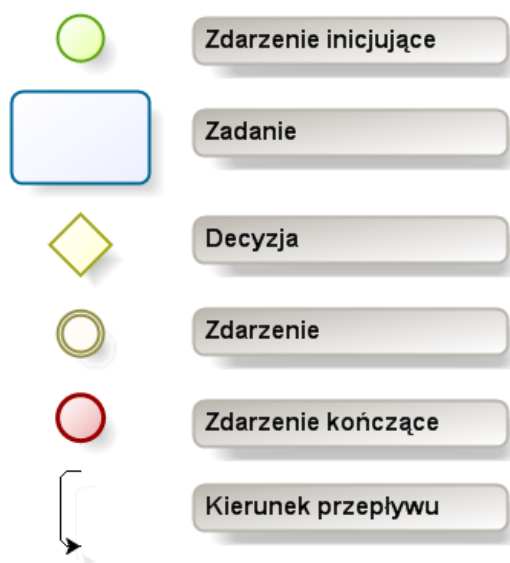 Zdarzenie inicjujące
Zadanie
Decyzja
Zdarzenie
Zdarzenie kończące
Kierunek przepływu